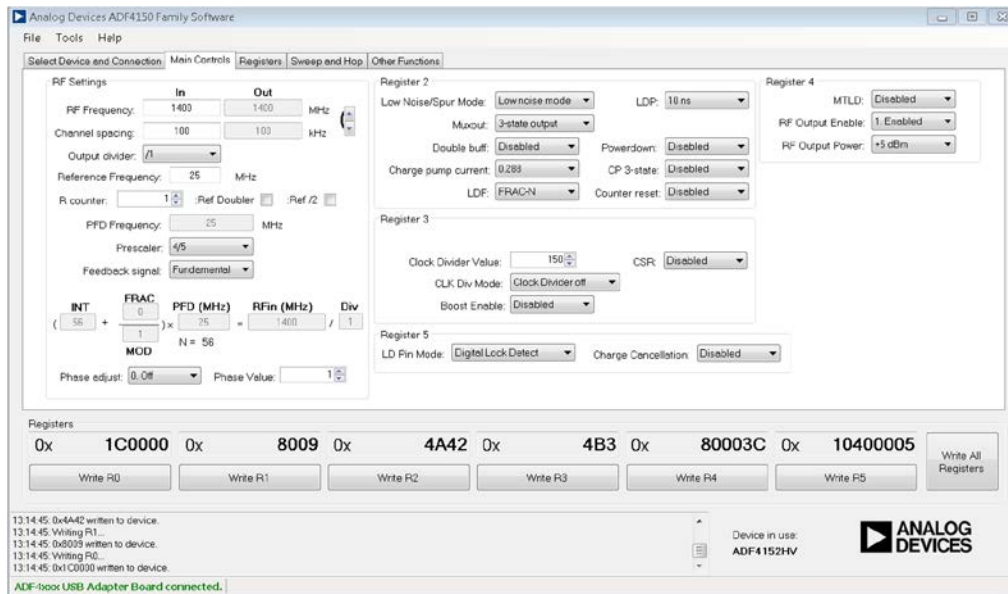 Analog Devices ADF4150 Family Software
File Tools Help
Select Device and Connection Main Controls Registers Sweep and Hop Other Functions
RF Settings
In Out
RF Frequency: 1400 1400 MHz
Channel spacing: 100 100 kHz
Output divider: /1
Reference Frequency: 25 MHz
R counter: 1 :Ref Doubler :Ref /2
PFD Frequency: 25 MHz
Prescaler: 4/5
Feedback signal: Fundamental
INT FRAC PFD (MHz) RFin (MHz) Div
( 56 + 0 / 1 ) × 25 = 1400 / 1
MOD N = 56
Phase adjust: 0. Off Phase Value: 1
Register 2
Low Noise/Spur Mode: Low noise mode LDP: 10 ns
Muxout: 3-state output
Double buff: Disabled Powerdown: Disabled
Charge pump current: 0.288 CP 3-state: Disabled
LDF: FRAC-N Counter reset: Disabled
Register 3
Clock Divider Value: 150 CSR: Disabled
CLK Div Mode: Clock Divider off
Boost Enable: Disabled
Register 5
LD Pin Mode: Digital Lock Detect Charge Cancellation: Disabled
Register 4
MTLD: Disabled
RF Output Enable: 1. Enabled
RF Output Power: +5 dBm
Registers
0x 1C0000 0x 8009 0x 4A42 0x 4B3 0x 80003C 0x 10400005
Write R0 Write R1 Write R2 Write R3 Write R4 Write R5 Write All Registers
13:14:45: 0x4A42 written to device.
13:14:45: Writing R1...
13:14:45: 0x8009 written to device.
13:14:45: Writing R0...
13:14:45: 0x1C0000 written to device.
Device in use:
ADF4152HV
ANALOG
DEVICES
ADF4xxx USB Adapter Board connected.